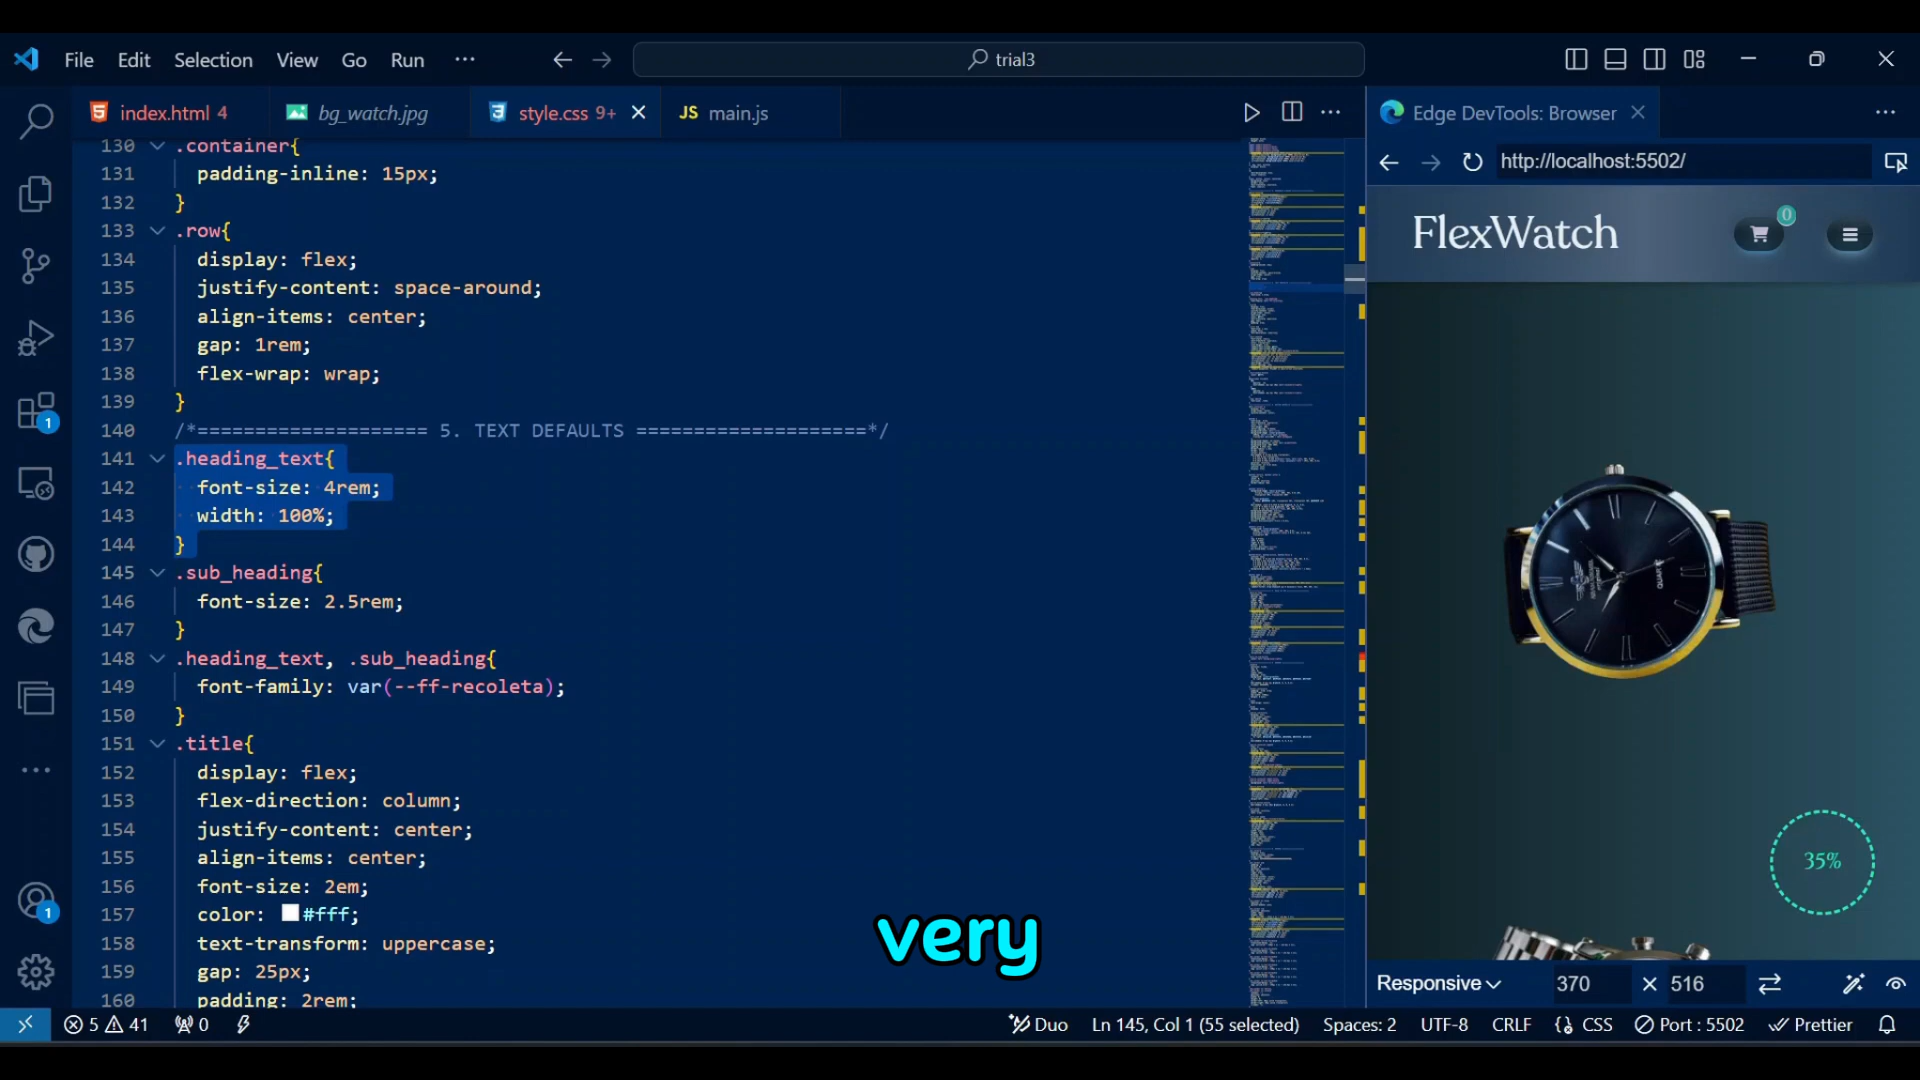 File Edit Selection View Go Run ··· trial3
index.html 4 bg_watch.jpg style.css 9+ JS main.js
Edge DevTools: Browser
http://localhost:5502/
130 .container{
131 padding-inline: 15px;
132 }
133 .row{
134 display: flex;
135 justify-content: space-around;
136 align-items: center;
137 gap: 1rem;
138 flex-wrap: wrap;
139 }
140 /*==================== 5. TEXT DEFAULTS ====================*/
141 .heading_text{
142 font-size: 4rem;
143 width: 100%;
144 }
145 .sub_heading{
146 font-size: 2.5rem;
147 }
148 .heading_text, .sub_heading{
149 font-family: var(--ff-recoleta);
150 }
151 .title{
152 display: flex;
153 flex-direction: column;
154 justify-content: center;
155 align-items: center;
156 font-size: 2em;
157 color: #fff;
158 text-transform: uppercase;
159 gap: 25px;
160 padding: 2rem;
1
1
very
FlexWatch
0
QUARTZ
35%
Responsive 370 × 516
5 41 0 Duo Ln 145, Col 1 (55 selected) Spaces: 2 UTF-8 CRLF CSS Port : 5502 Prettier